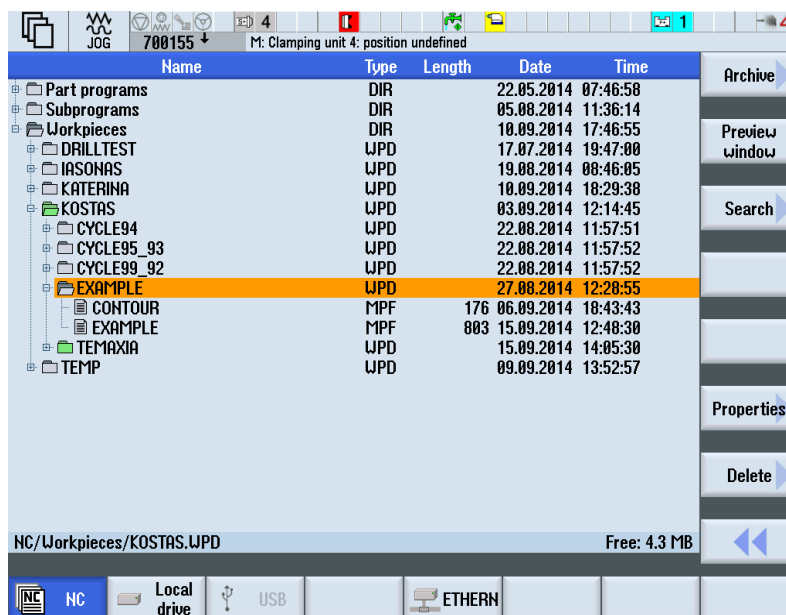 4 1
JOG 700155 M: Clamping unit 4: position undefined
Name Type Length Date Time
Part programs DIR 22.05.2014 07:46:58
Subprograms DIR 05.08.2014 11:36:14
Workpieces DIR 10.09.2014 17:46:55
DRILLTEST WPD 17.07.2014 19:47:00
IASONAS WPD 19.08.2014 08:46:05
KATERINA WPD 10.09.2014 18:29:38
KOSTAS WPD 03.09.2014 12:14:45
CYCLE94 WPD 22.08.2014 11:57:51
CYCLE95_93 WPD 22.08.2014 11:57:52
CYCLE99_92 WPD 22.08.2014 11:57:52
EXAMPLE WPD 27.08.2014 12:28:55
CONTOUR MPF 176 06.09.2014 18:43:43
EXAMPLE MPF 803 15.09.2014 12:48:30
TEMAXIA WPD 15.09.2014 14:05:30
TEMP WPD 09.09.2014 13:52:57
NC/Workpieces/KOSTAS.WPD Free: 4.3 MB
Archive
Preview
window
Search
Properties
Delete
NC NC
Local
drive
USB
ETHERN